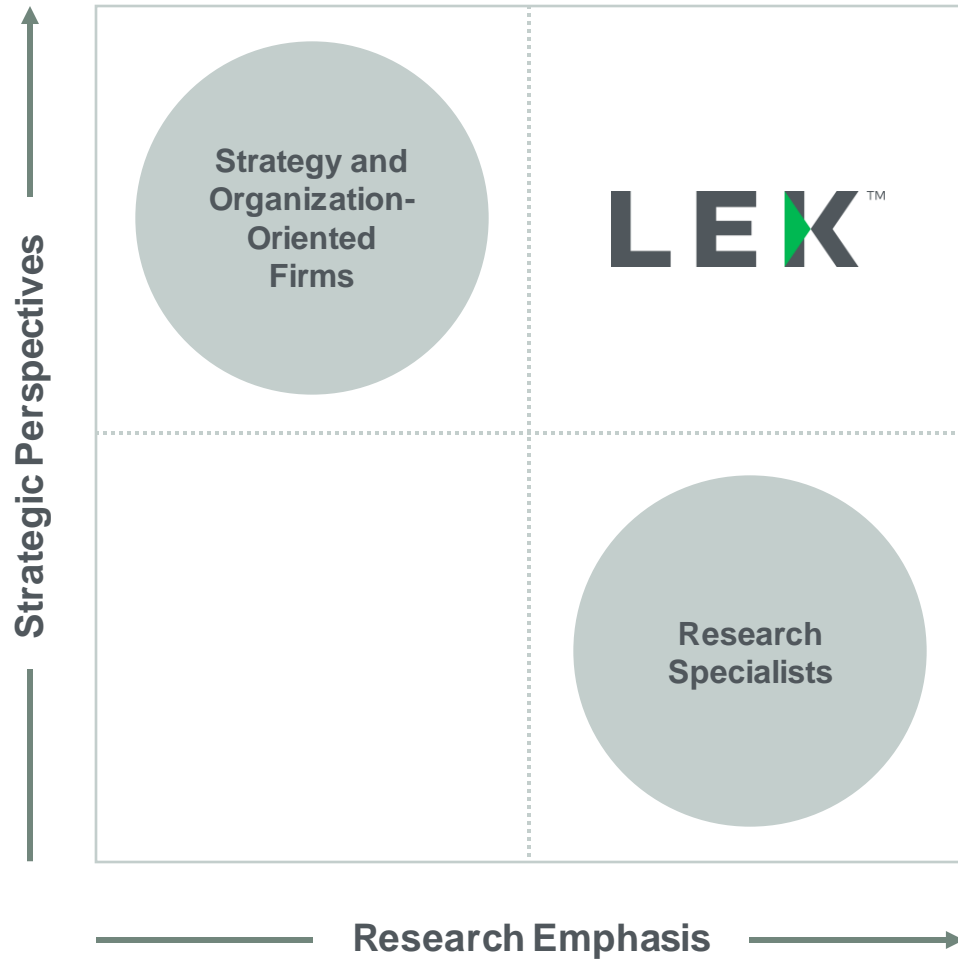 Strategy and
Organization-
Oriented
Firms
LEK™
Strategic Perspectives
Research
Specialists
Research Emphasis